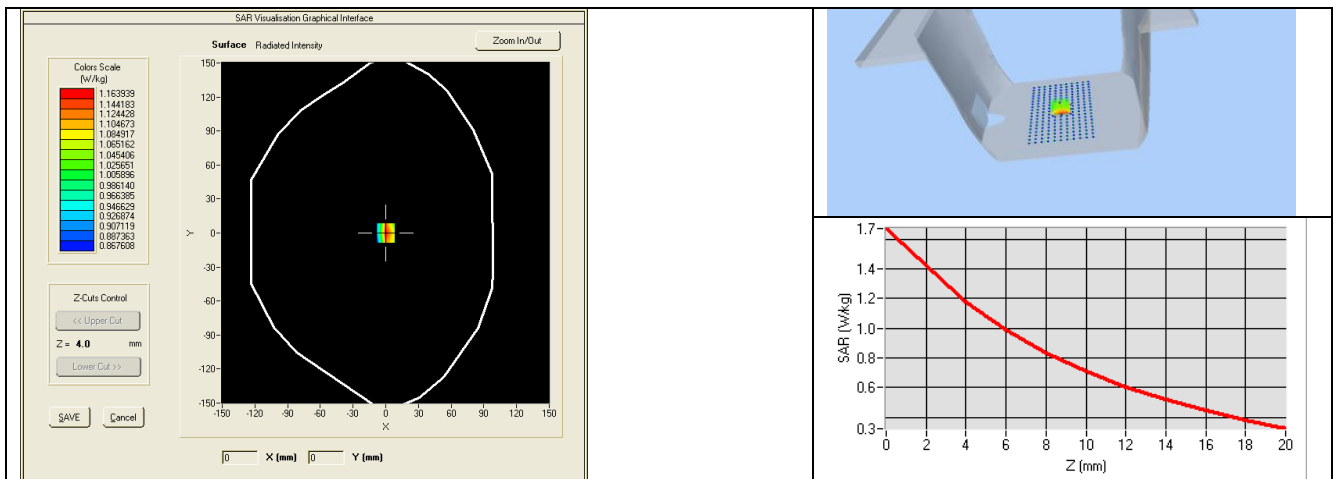 SAR Visualisation Graphical Interface
Surface Radiated Intensity
Zoom In/Out
Colors Scale
(W/kg)
1.163939
1.144183
1.124428
1.104673
1.084917
1.065162
1.045406
1.025651
1.005896
0.986140
0.966385
0.946629
0.926874
0.907119
0.887363
0.867608
Z-Cuts Control
<< Upper Cut
Z = 4.0 mm
Lower Cut >>
SAVE Cancel
150
120
90
60
30
0
-30
-60
-90
-120
-150
Y
-150 -120 -90 -60 -30 0 30 60 90 120 150
X
0 X (mm) 0 Y (mm)
1.7
1.4
1.2
1.0
0.8
0.6
0.3
SAR (W/kg)
0 2 4 6 8 10 12 14 16 18 20
Z (mm)